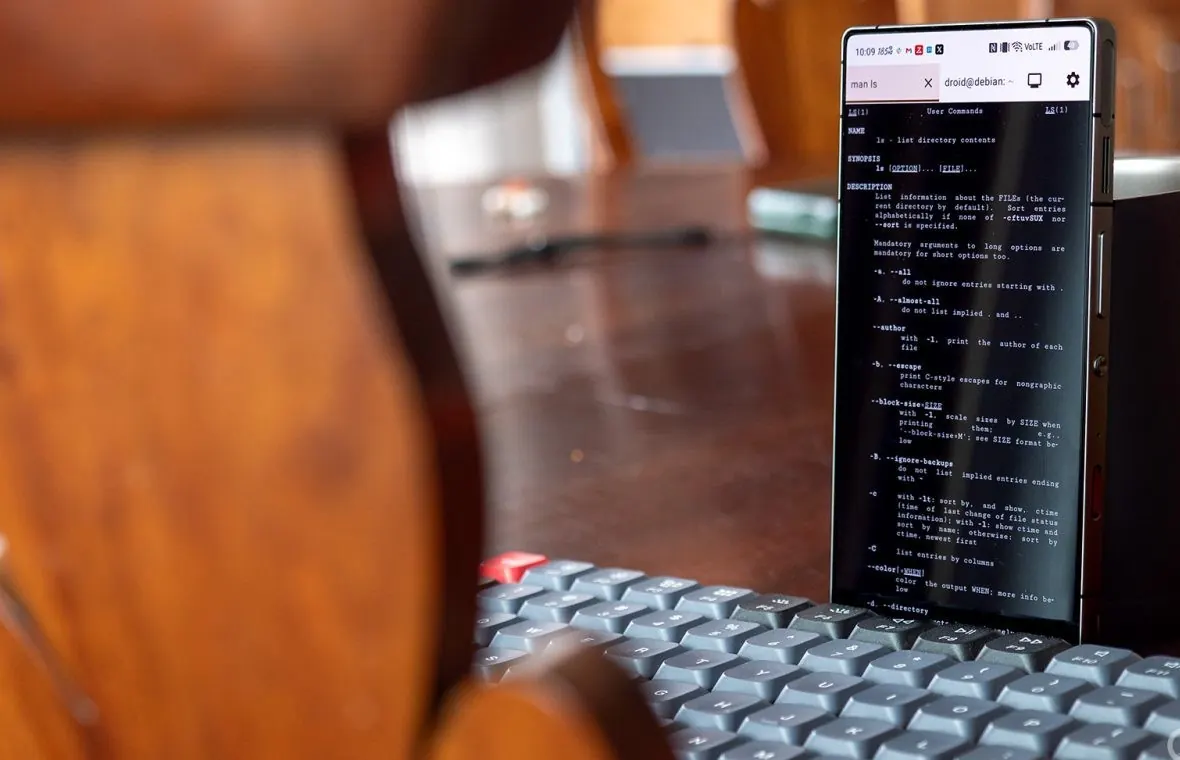 10:09 VoLTE
man ls × droid@debian: ~
LS(1) User Commands LS(1)
NAME
ls - list directory contents
SYNOPSIS
ls [OPTION]... [FILE]...
DESCRIPTION
List information about the FILEs (the cur-
rent directory by default). Sort entries
alphabetically if none of -cftuvSUX nor
--sort is specified.
Mandatory arguments to long options are
mandatory for short options too.
-a, --all
do not ignore entries starting with .
-A, --almost-all
do not list implied . and ..
--author
with -l, print the author of each
file
-b, --escape
print C-style escapes for nongraphic
characters
--block-size=SIZE
with -l, scale sizes by SIZE when
printing them; e.g.,
'--block-size=M'; see SIZE format be-
low
-B, --ignore-backups
do not list implied entries ending
with ~
-c with -lt: sort by, and show, ctime
(time of last change of file status
information); with -l: show ctime and
sort by name; otherwise: sort by
ctime, newest first
-C list entries by columns
--color[=WHEN]
color the output WHEN; more info be-
low
-d, --directory
F7 F8 F9 F10
R T Y U I O P
G H J K L